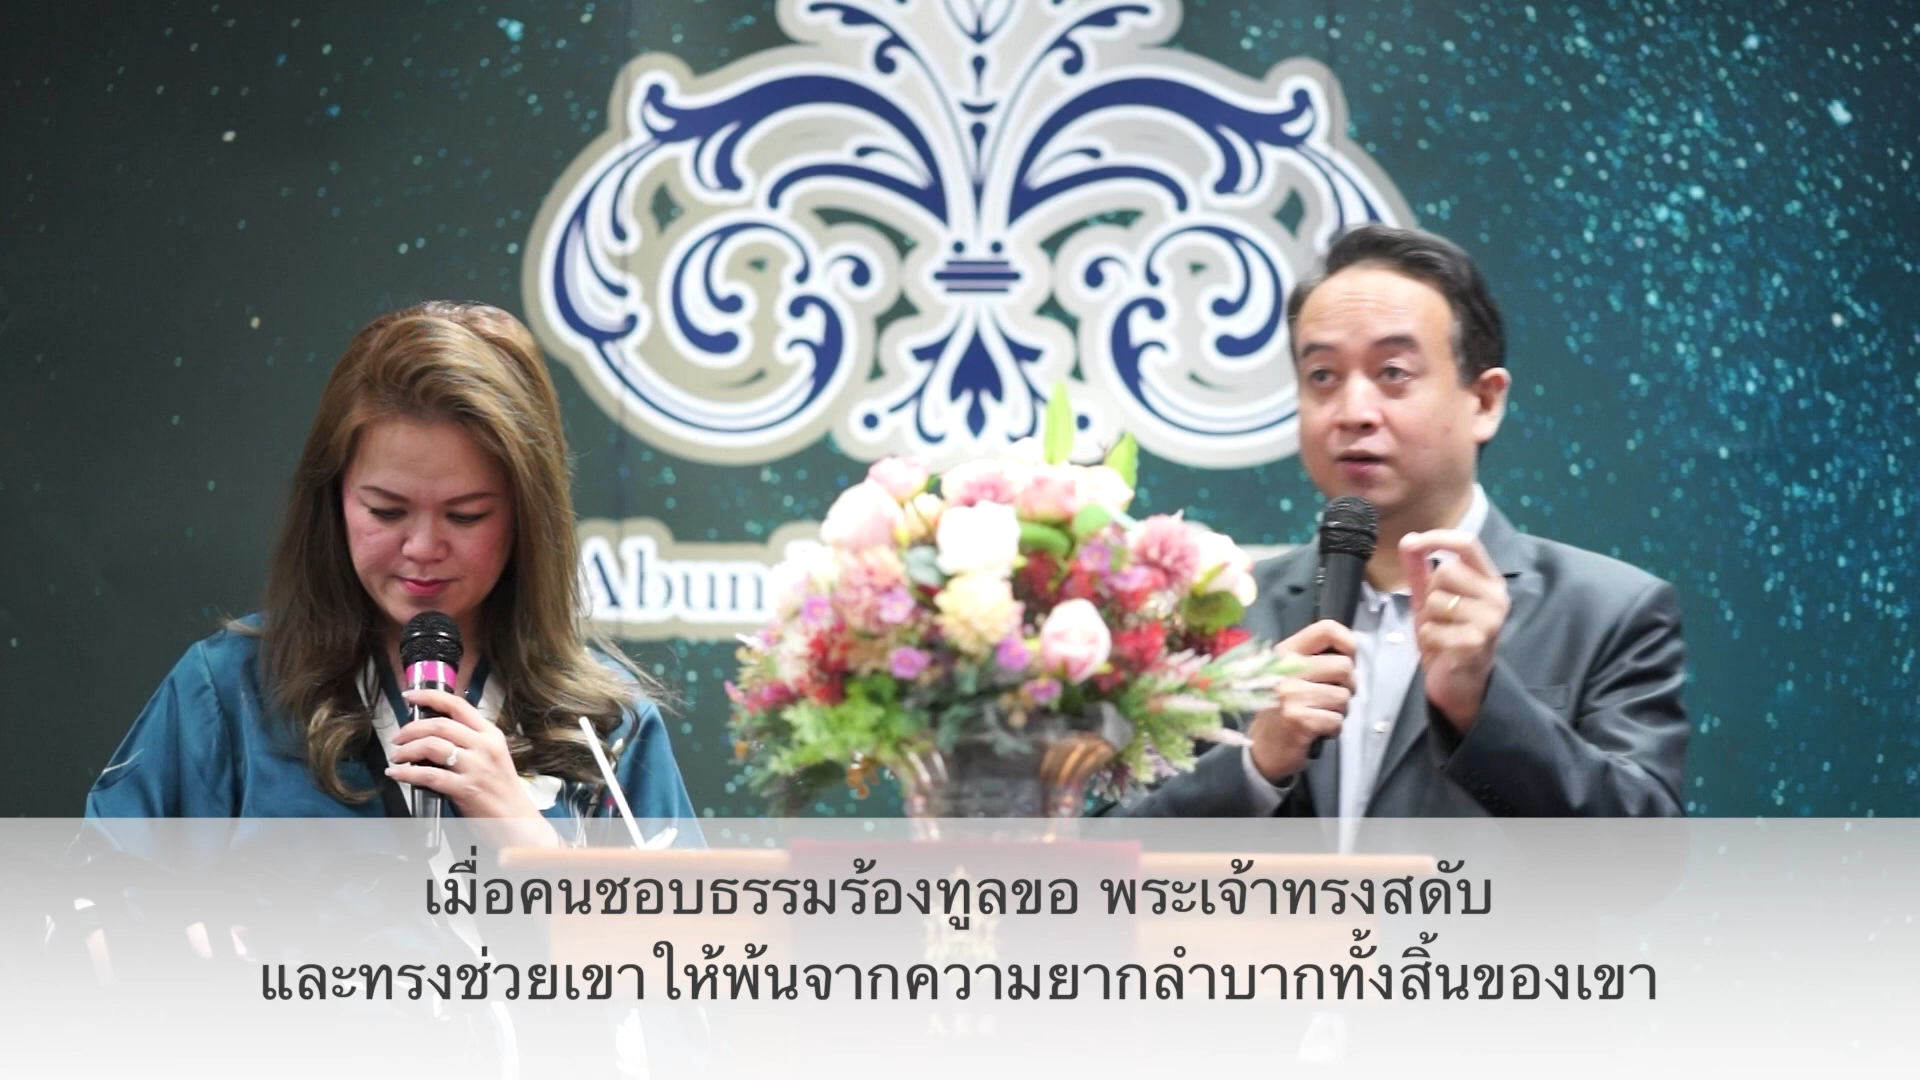 Abun
เมื่อคนชอบธรรมร้องทูลขอ พระเจ้าทรงสดับ
และทรงช่วยเขาให้พ้นจากความยากลำบากทั้งสิ้นของเขา